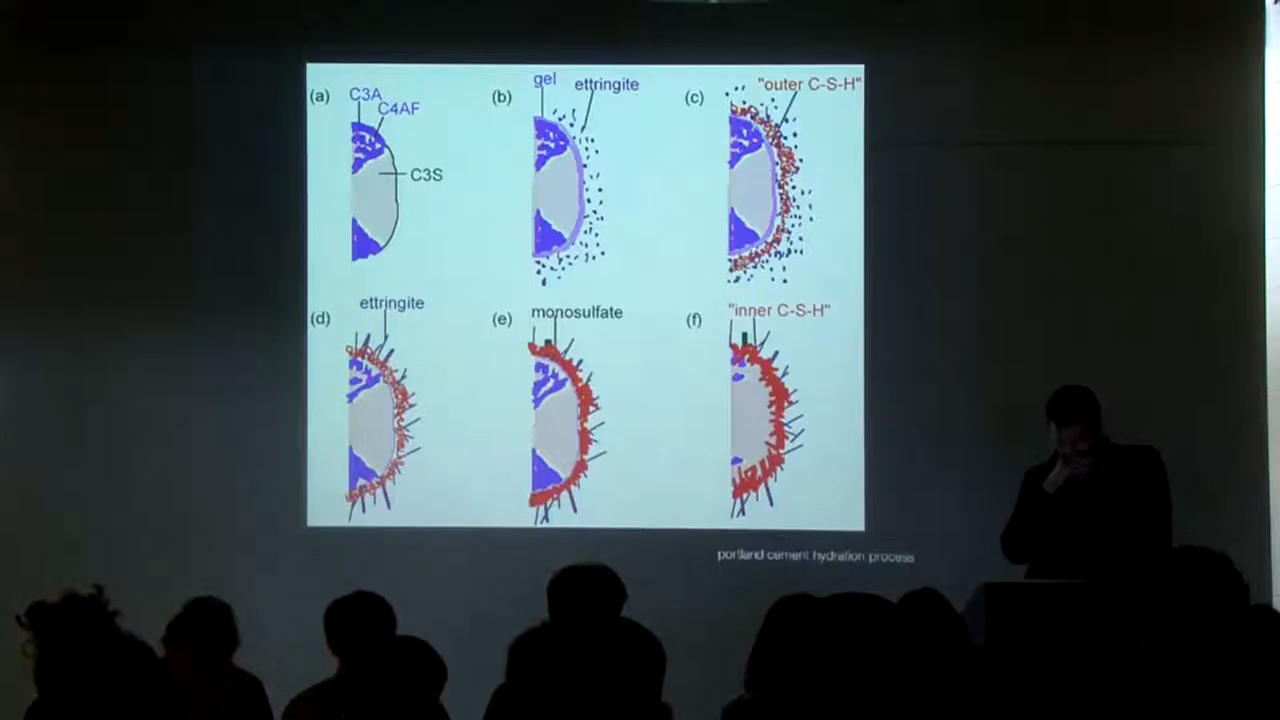 (a) C3A
C4AF
C3S
(b) gel
ettringite
(c) "outer C-S-H"
(d) ettringite
(e) monosulfate
(f) "inner C-S-H"
portland cement hydration process